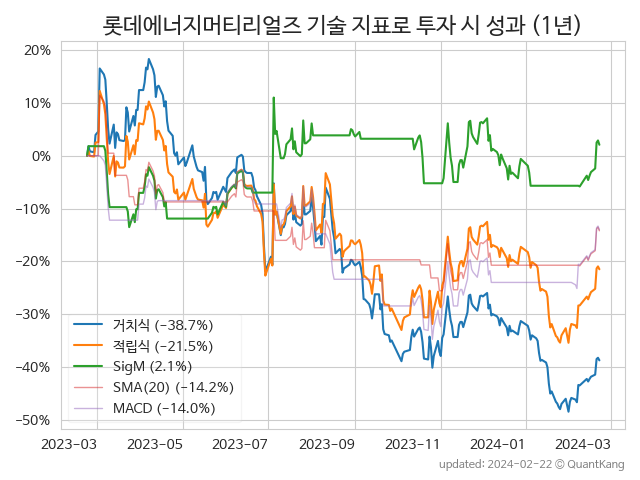 롯데에너지머티리얼즈 기술 지표로 투자 시 성과 (1년)
20%
10%
0%
−10%
−20%
−30%
−40%
−50%
거치식 (−38.7%)
적립식 (−21.5%)
SigM (2.1%)
SMA(20) (−14.2%)
MACD (−14.0%)
2023-03 2023-05 2023-07 2023-09 2023-11 2024-01 2024-03
updated: 2024-02-22 © QuantKang